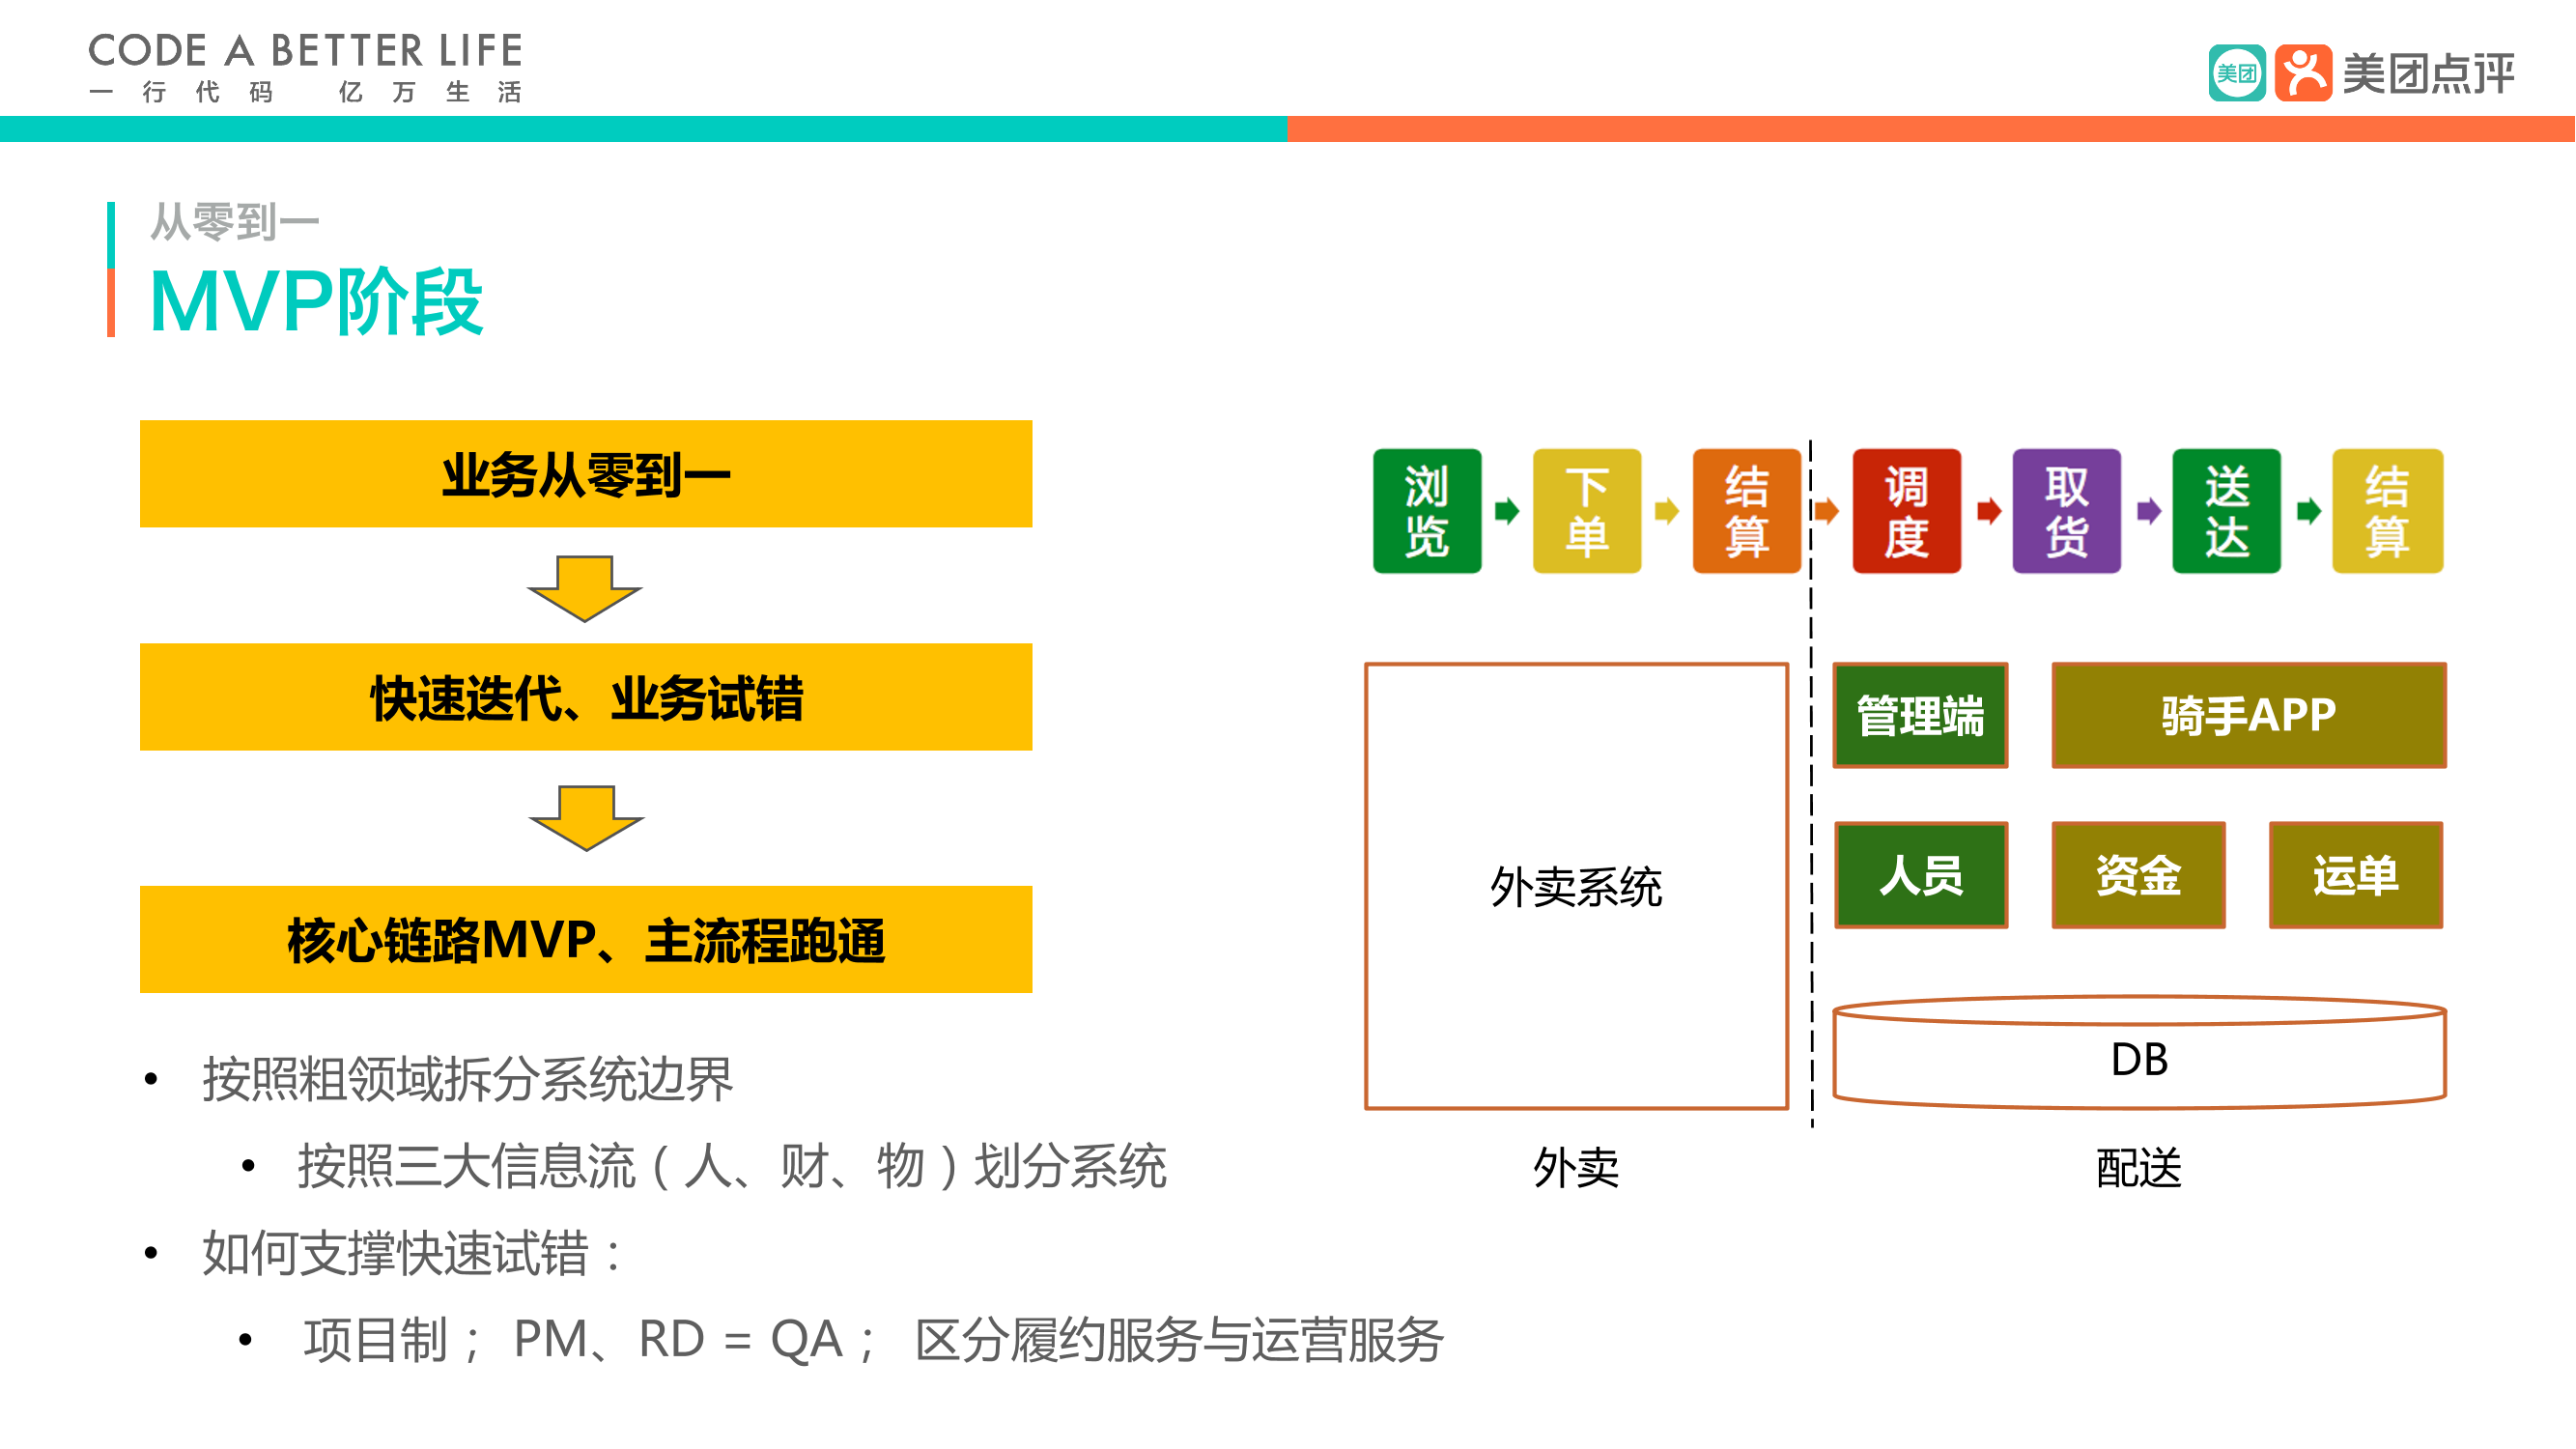 CODE A BETTER LIFE
一行代码 亿万生活
美团
美团点评
从零到一
MVP阶段
业务从零到一
快速迭代、业务试错
核心链路MVP、主流程跑通
• 按照粗领域拆分系统边界
• 按照三大信息流（人、财、物）划分系统
• 如何支撑快速试错：
• 项目制； PM、RD = QA； 区分履约服务与运营服务
浏览
下单
结算
调度
取货
送达
结算
外卖系统
管理端
骑手APP
人员
资金
运单
DB
外卖
配送